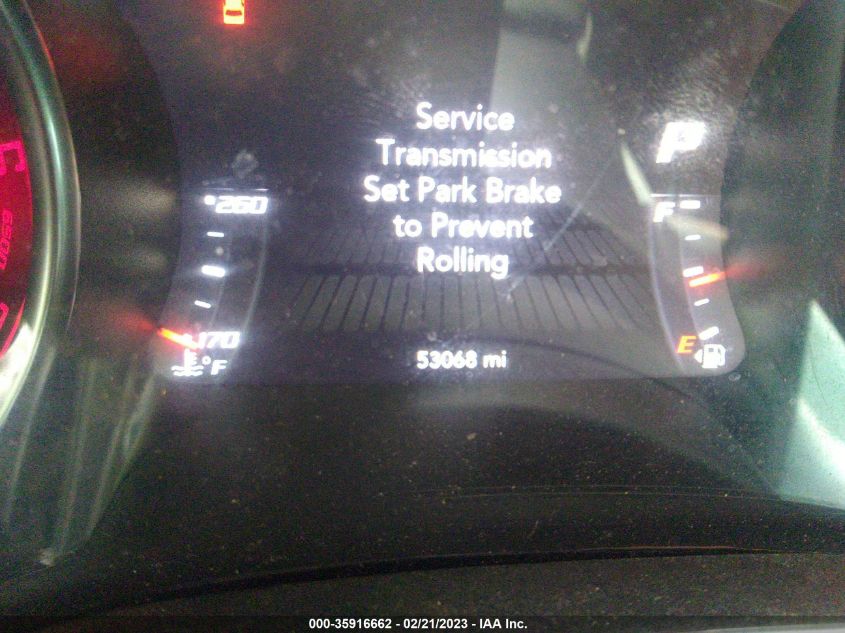 Service
Transmission
Set Park Brake
to Prevent
Rolling
P
°260
F
170
°F
E
53068 mi
000-35916662 - 02/21/2023 - IAA Inc.